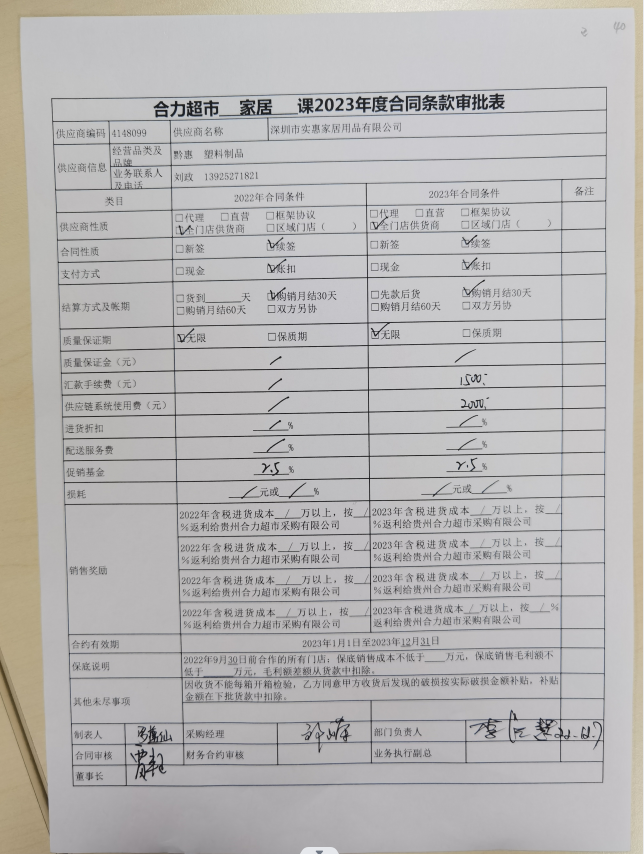 40
合力超市 家居 课2023年度合同条款审批表
供应商编码 4148099 供应商名称 深圳市实惠家居用品有限公司
供应商信息 经营品类及品牌 黔惠 塑料制品
业务联系人及电话 刘政 13925271821
类目 2022年合同条件 2023年合同条件 备注
供应商性质 □代理 □直营 □框架协议 □代理 □直营 □框架协议
☑全门店供货商 □区域门店（ ） ☑全门店供货商 □区域门店（ ）
合同性质 □新签 ☑续签 □新签 ☑续签
支付方式 □现金 ☑账扣 □现金 ☑账扣
结算方式及帐期 □货到____天 ☑购销月结30天 □先款后货 ☑购销月结30天
□购销月结60天 □双方另协 □购销月结60天 □双方另协
质量保证期 ☑无限 □保质期 ☑无限 □保质期
质量保证金（元） / /
汇款手续费（元） / 1500:
供应链系统使用费（元） / 2000:
进货折扣 / % / %
配送服务费 / % / %
促销基金 2.5 % 2.5 %
损耗 / 元或 / % / 元或 / %
销售奖励
2022年含税进货成本 / 万以上，按 / %返利给贵州合力超市采购有限公司 2023年含税进货成本 / 万以上，按 / %返利给贵州合力超市采购有限公司
2022年含税进货成本 / 万以上，按 / %返利给贵州合力超市采购有限公司 2023年含税进货成本 / 万以上，按 / %返利给贵州合力超市采购有限公司
2022年含税进货成本 / 万以上，按 / %返利给贵州合力超市采购有限公司 2023年含税进货成本 / 万以上，按 / %返利给贵州合力超市采购有限公司
2022年含税进货成本 / 万以上，按 / %返利给贵州合力超市采购有限公司 2023年含税进货成本 / 万以上，按 / %返利给贵州合力超市采购有限公司
合约有效期 2023年1月1日至2023年12月31日
保底说明 2022年9月30日前合作的所有门店：保底销售成本不低于____万元，保底销售毛利额不
低于____万元，毛利额差额从货款中扣除。
其他未尽事项 因收货不能每箱开箱检验，乙方同意甲方收货后发现的破损按实际破损金额补贴，补贴
金额在下批货款中扣除。
制表人 采购经理 部门负责人
合同审核 财务合约审核 业务执行副总
董事长